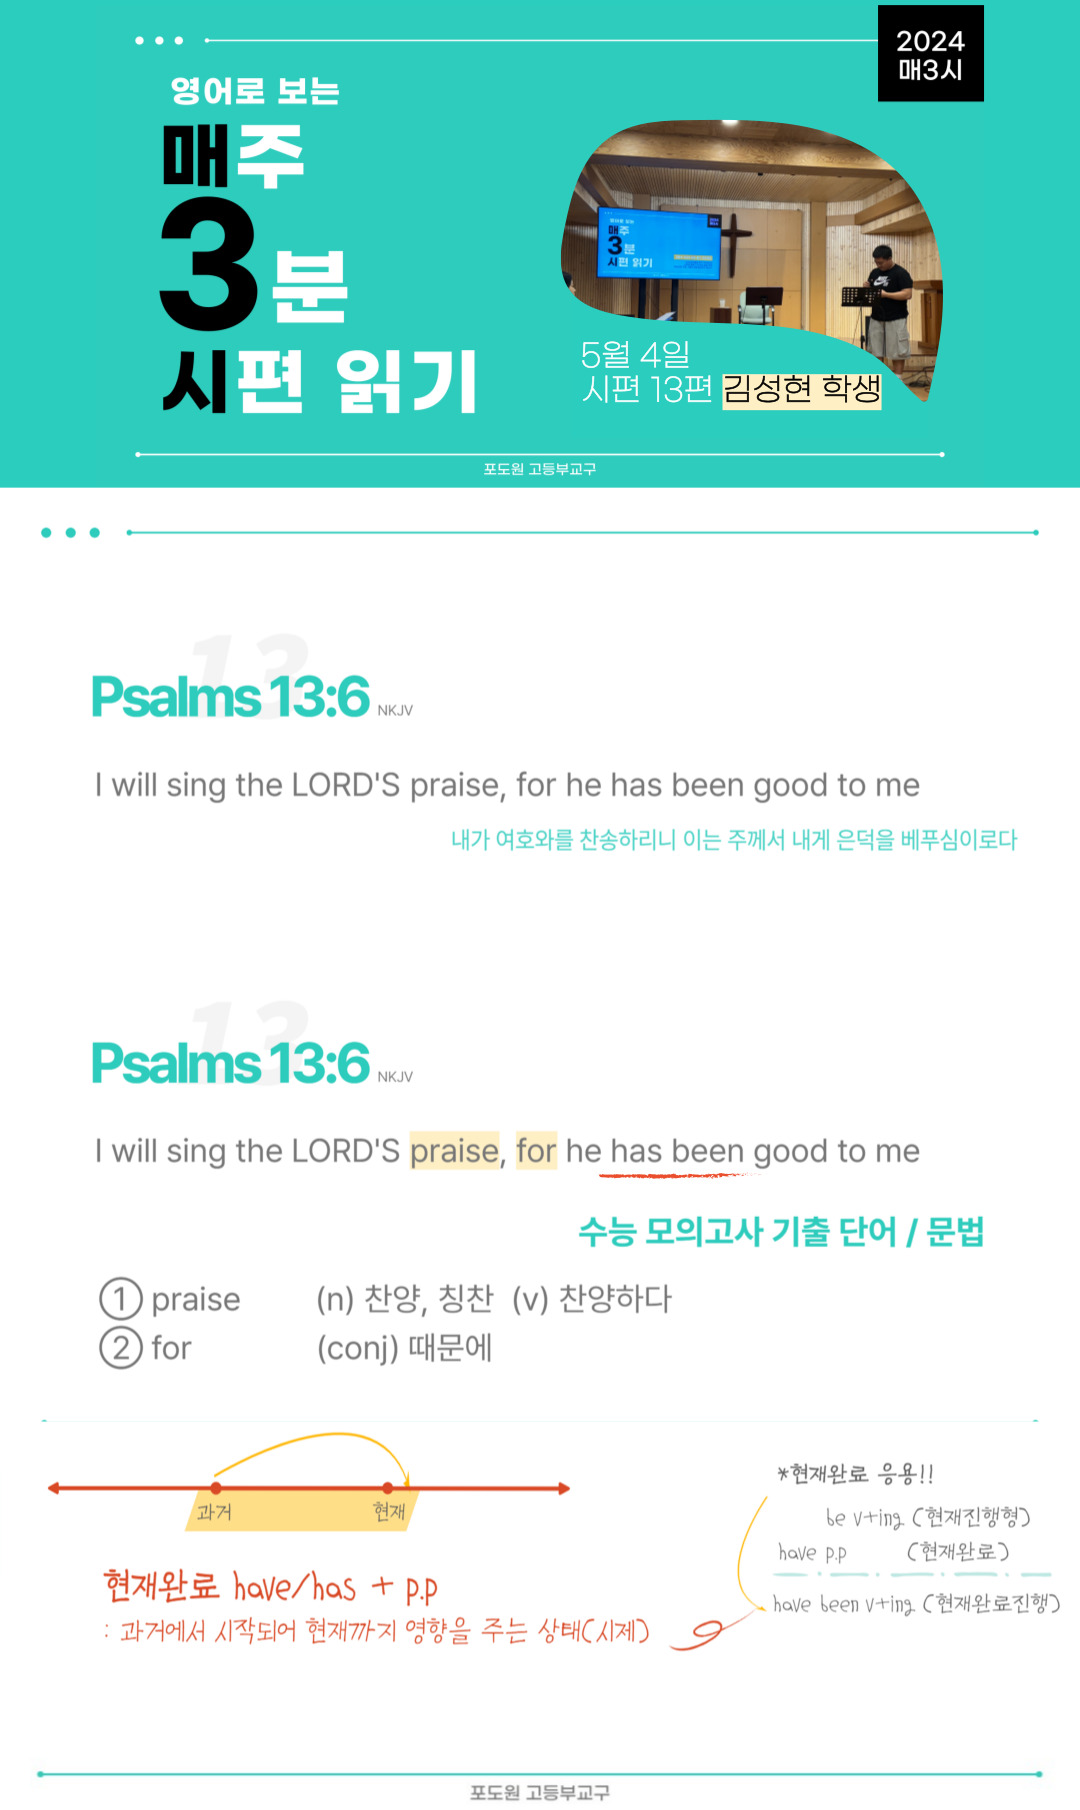 2024
매3시
영어로 보는
매주
3분
시편 읽기
매주
3분
시편 읽기
5월 4일
시편 13편 김성현 학생
포도원 고등부교구
13
Psalms 13:6 NKJV
I will sing the LORD'S praise, for he has been good to me
내가 여호와를 찬송하리니 이는 주께서 내게 은덕을 베푸심이로다
13
Psalms 13:6 NKJV
I will sing the LORD'S praise, for he has been good to me
수능 모의고사 기출 단어 / 문법
① praise (n) 찬양, 칭찬 (v) 찬양하다
② for (conj) 때문에
과거 현재
현재완료 have/has + p.p
: 과거에서 시작되어 현재까지 영향을 주는 상태(시제)
*현재완료 응용!!
be v+ing (현재진행형)
have p.p (현재완료)
have been v+ing (현재완료진행)
포도원 고등부교구